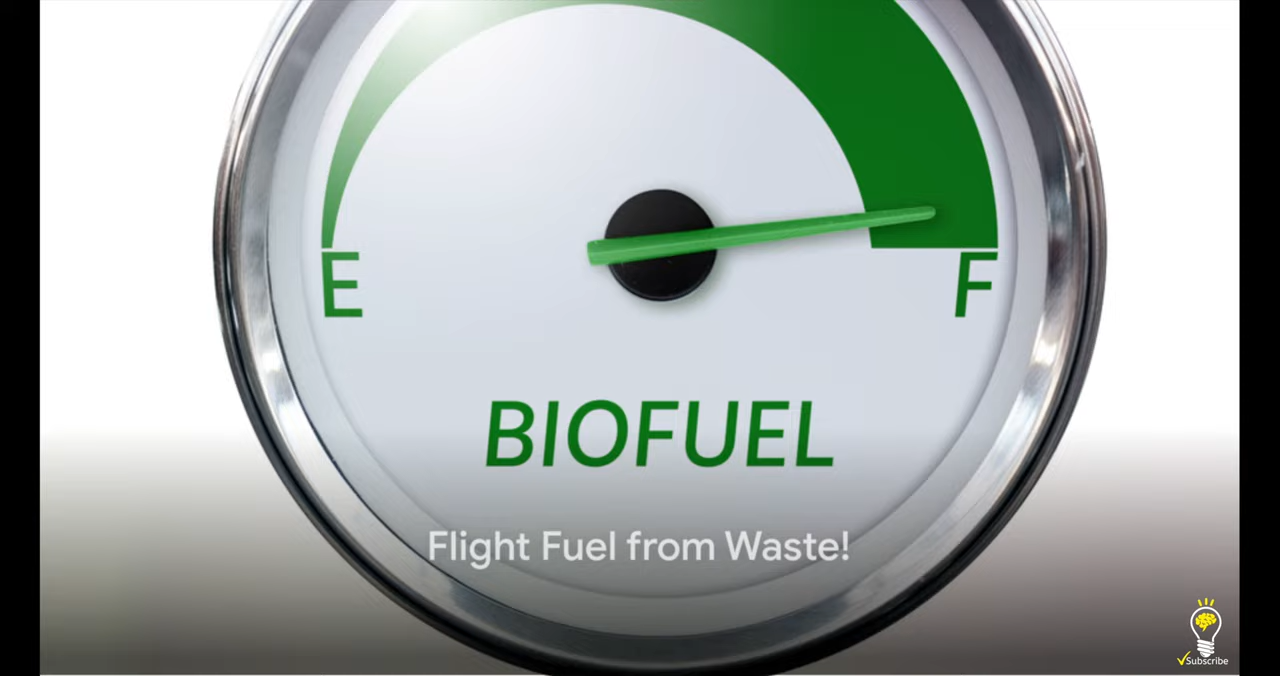 E
F
BIOFUEL
Flight Fuel from Waste!
✓Subscribe